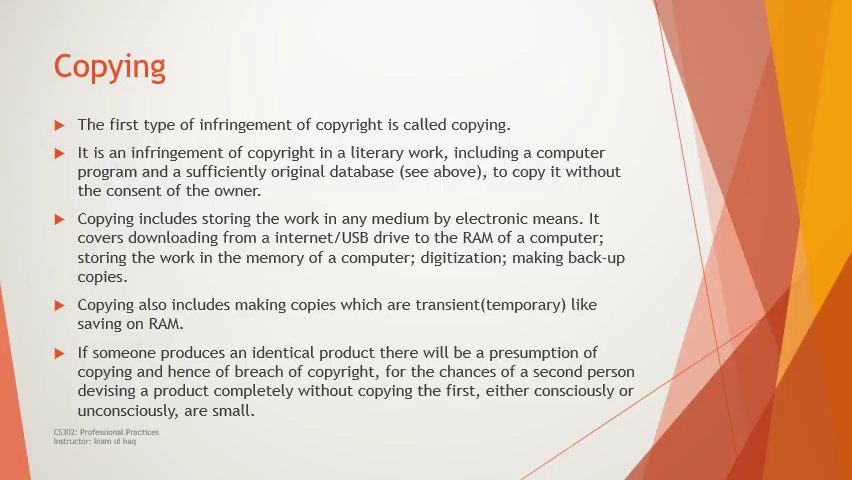 Copying
The first type of infringement of copyright is called copying.
It is an infringement of copyright in a literary work, including a computer
program and a sufficiently original database (see above), to copy it without
the consent of the owner.
Copying includes storing the work in any medium by electronic means. It
covers downloading from a internet/USB drive to the RAM of a computer;
storing the work in the memory of a computer; digitization; making back-up
copies.
Copying also includes making copies which are transient(temporary) like
saving on RAM.
If someone produces an identical product there will be a presumption of
copying and hence of breach of copyright, for the chances of a second person
devising a product completely without copying the first, either consciously or
unconsciously, are small.
CS302: Professional Practices
Instructor: Inam ul haq